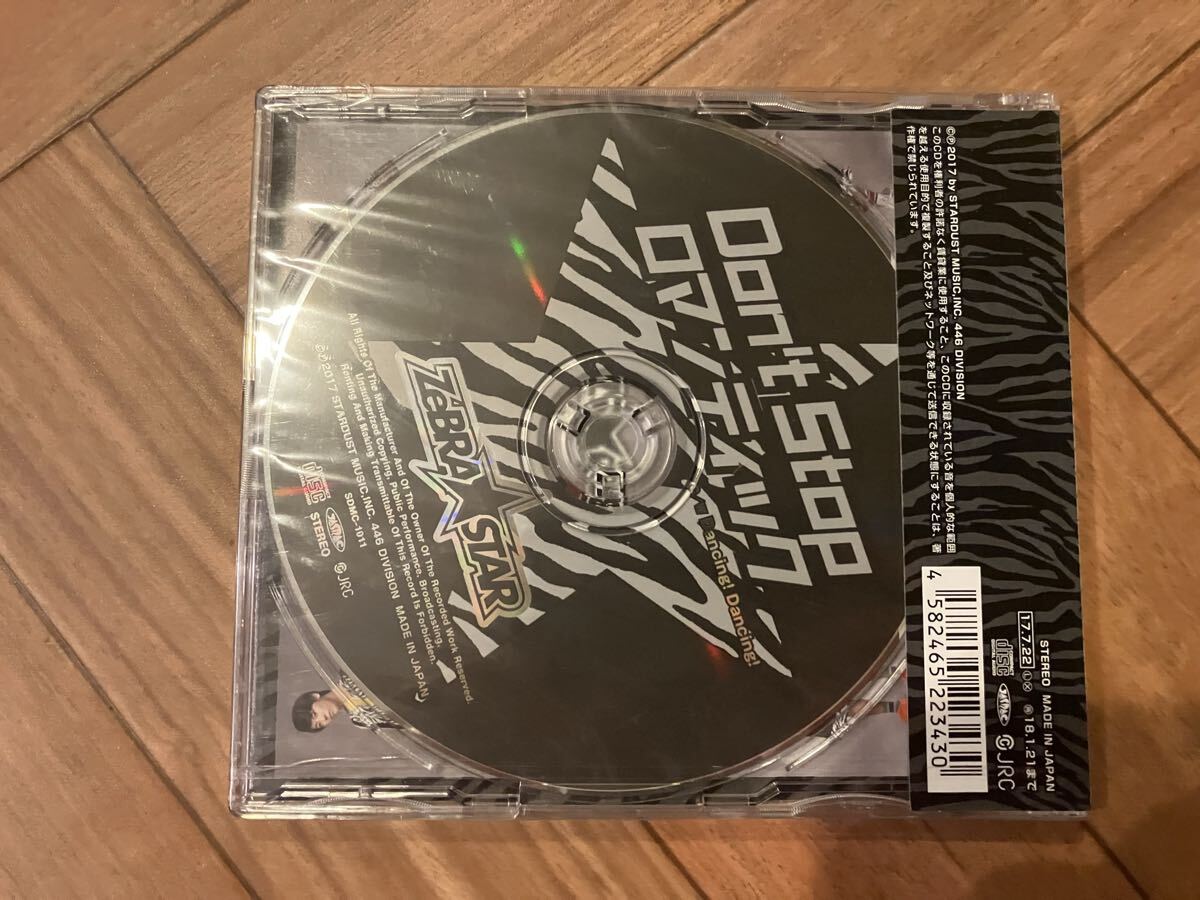 Don't Stop
ロマンティック
Dancing! Dancing!
ZEBRA
STAR
All Rights Of The Manufacturer And Of The Owner Of The Recorded Work Reserved.
Unauthorized Copying, Public Performance, Broadcasting,
Renting And Making Transmittable Of This Record Is Forbidden.
©℗2017 STARDUST MUSIC,INC. 446 DIVISION MADE IN JAPAN
SDMC-1011
disc
STEREO
JASRAC
JRC
©℗2017 by STARDUST MUSIC,INC. 446 DIVISION
このCDを権利者の許諾なく賃貸業に使用すること、このCDに収録されている音を個人的な範囲
を越える使用目的で複製すること及びネットワーク等を通じて送信できる状態にすることは、著
作権で禁じられています。
STEREO MADE IN JAPAN
17.7.22 Ⓛ Ⓧ ㊑18.1.21まで
disc
JASRAC
JRC
4 582465 223430